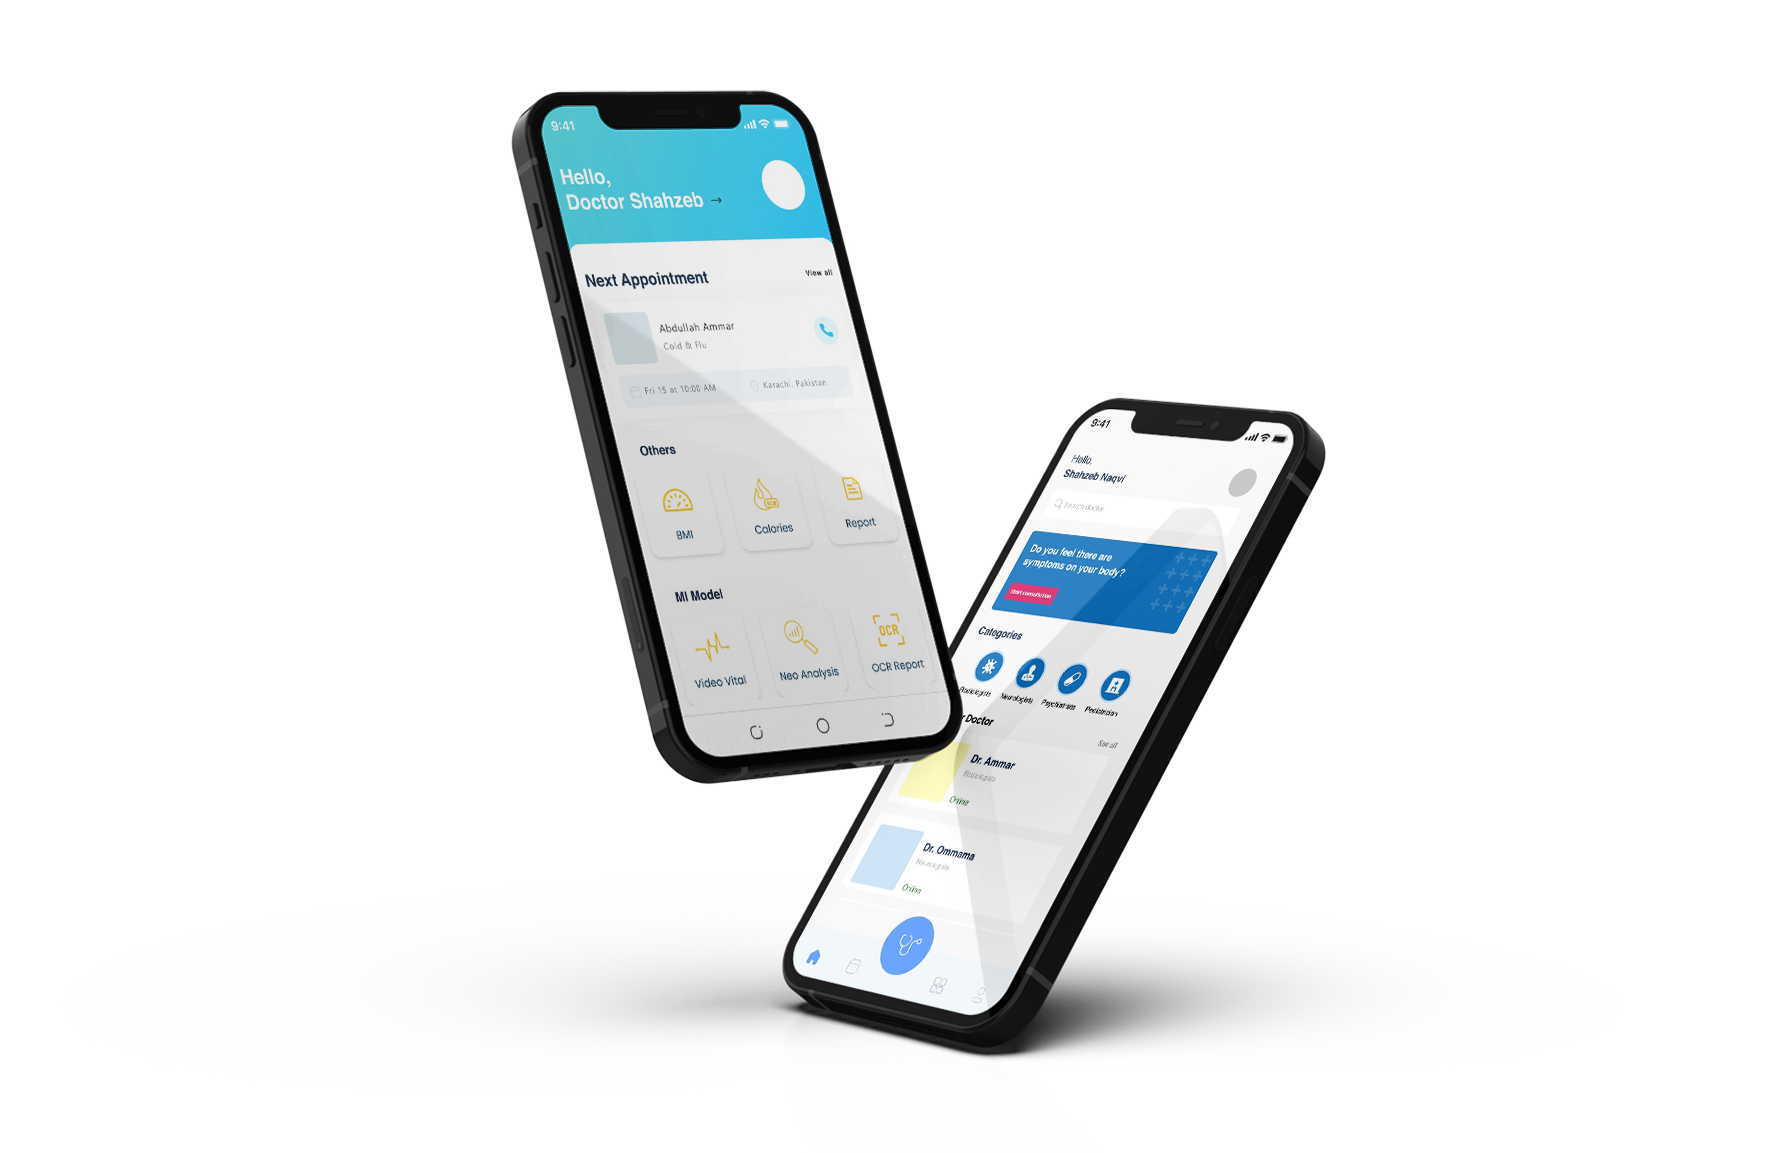 9:41
Hello,
Doctor Shahzeb →
Next Appointment
View all
Abdullah Ammar
Cold & Flu
Fri 15 at 10:00 AM
Karachi, Pakistan
Others
BMI
Calories
Report
Ml Model
OCR
Video Vital
Neo Analysis
OCR Report
9:41
Hello,
Shahzeb Naqvi
Search doctor
Do you feel there are
symptoms on your body?
Start consultation
Categories
Radiologists
Neurologists
Psychiatrists
Pediatrician
Doctor
See all
Dr. Ammar
Radiologists
Online
Dr. Ommama
Neurologists
Online